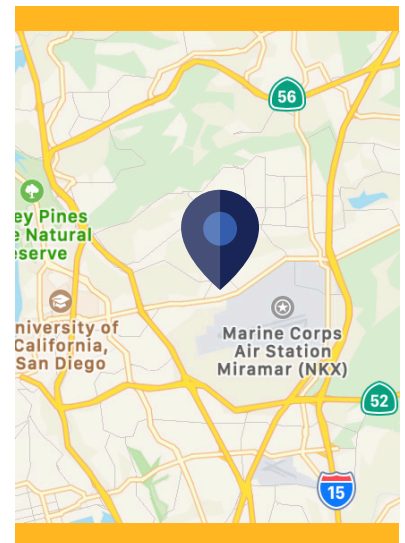 56
ey Pines
e Natural
eserve
niversity of
California,
San Diego
Marine Corps
Air Station
Miramar (NKX)
52
15